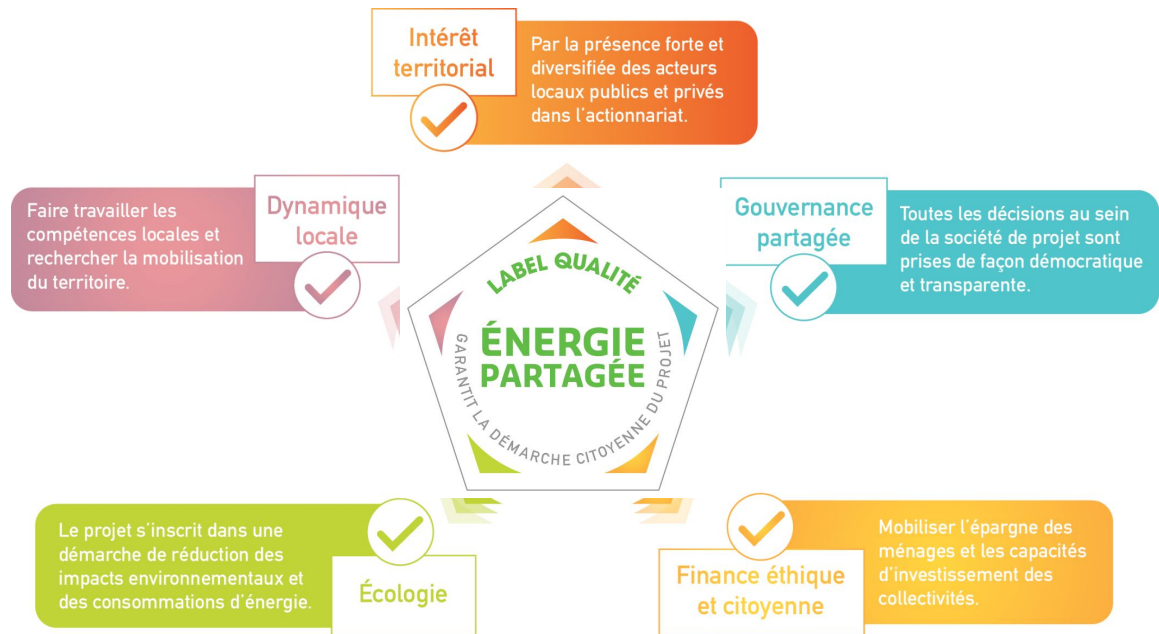 Intérêt
territorial
Par la présence forte et
diversifiée des acteurs
locaux publics et privés
dans l’actionnariat.
Dynamique
locale
Faire travailler les
compétences locales et
rechercher la mobilisation
du territoire.
Gouvernance
partagée
Toutes les décisions au sein
de la société de projet sont
prises de façon démocratique
et transparente.
LABEL QUALITÉ
ÉNERGIE
PARTAGÉE
GARANTIT LA DÉMARCHE CITOYENNE DU PROJET
Le projet s’inscrit dans une
démarche de réduction des
impacts environnementaux et
des consommations d’énergie.
Écologie
Finance éthique
et citoyenne
Mobiliser l’épargne des
ménages et les capacités
d’investissement des
collectivités.